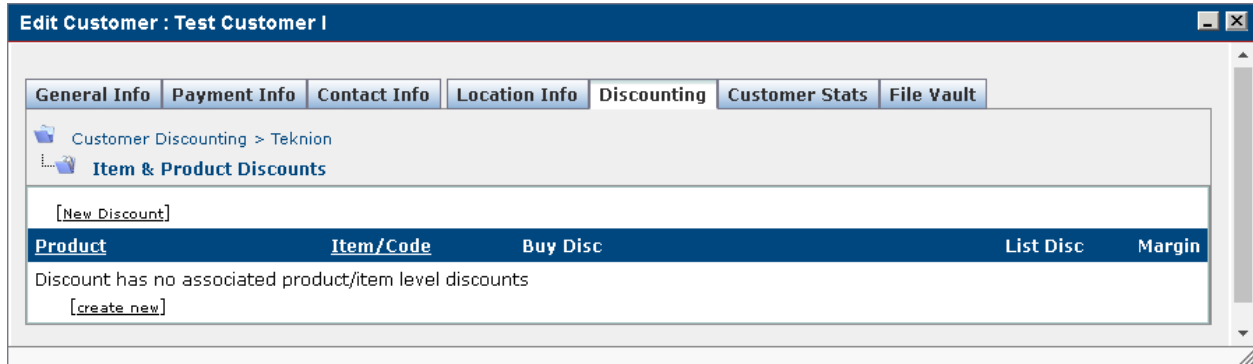 Edit Customer : Test Customer I
General Info Payment Info Contact Info Location Info Discounting Customer Stats File Vault
Customer Discounting > Teknion
Item & Product Discounts
[New Discount]
Product Item/Code Buy Disc List Disc Margin
Discount has no associated product/item level discounts
[create new]